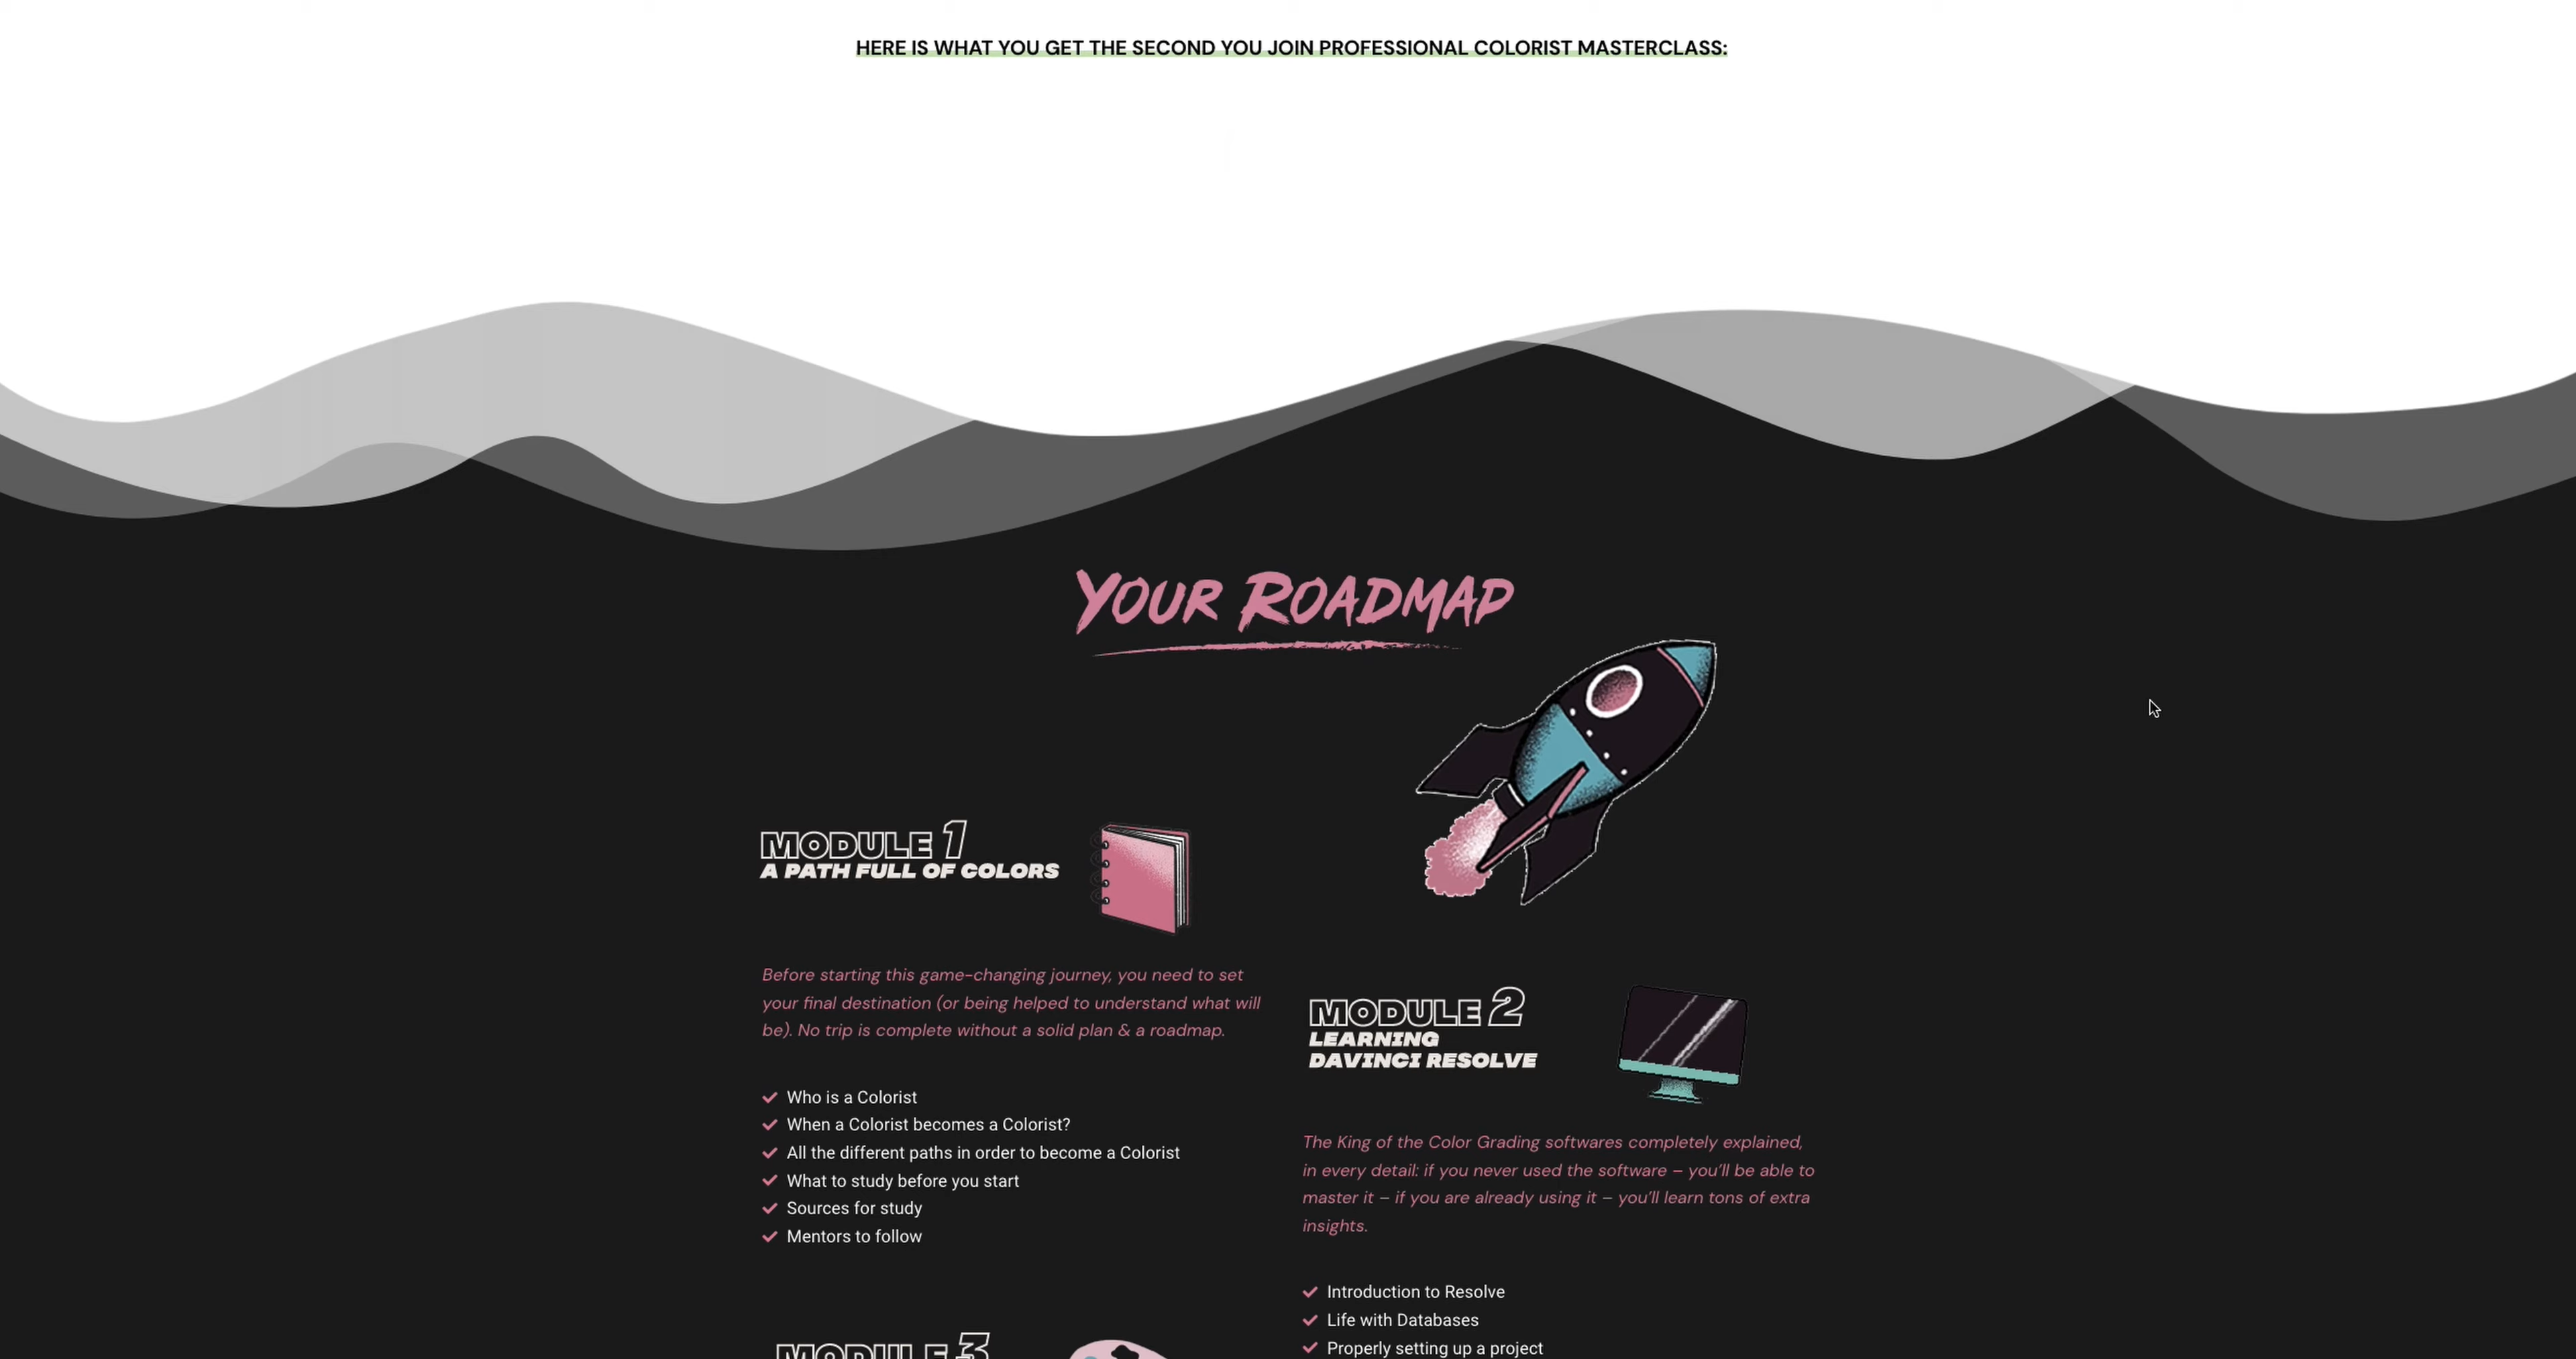 HERE IS WHAT YOU GET THE SECOND YOU JOIN PROFESSIONAL COLORIST MASTERCLASS:
YOUR ROADMAP
MODULE 1
A PATH FULL OF COLORS
Before starting this game-changing journey, you need to set
your final destination (or being helped to understand what will
be). No trip is complete without a solid plan & a roadmap.
Who is a Colorist
When a Colorist becomes a Colorist?
All the different paths in order to become a Colorist
What to study before you start
Sources for study
Mentors to follow
MODULE 2
LEARNING
DAVINCI RESOLVE
The King of the Color Grading softwares completely explained,
in every detail: if you never used the software – you'll be able to
master it – if you are already using it – you'll learn tons of extra
insights.
Introduction to Resolve
Life with Databases
Properly setting up a project
MODULE 3